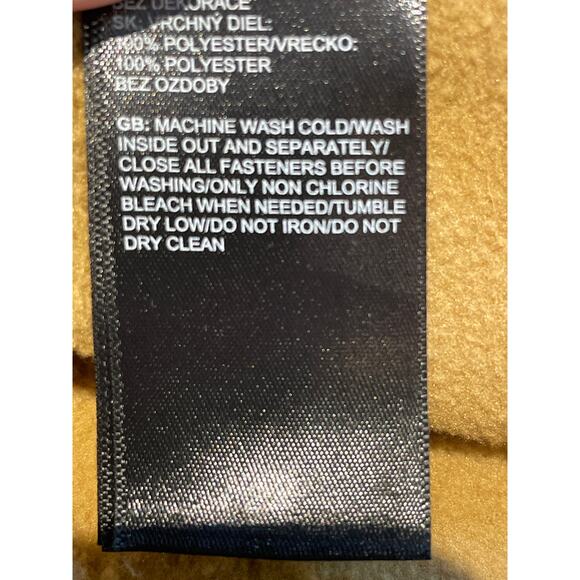 BEZ DEKORACE
SK: VRCHNÝ DIEL:
100% POLYESTER/VRECKO:
100% POLYESTER
BEZ OZDOBY
GB: MACHINE WASH COLD/WASH
INSIDE OUT AND SEPARATELY/
CLOSE ALL FASTENERS BEFORE
WASHING/ONLY NON CHLORINE
BLEACH WHEN NEEDED/TUMBLE
DRY LOW/DO NOT IRON/DO NOT
DRY CLEAN